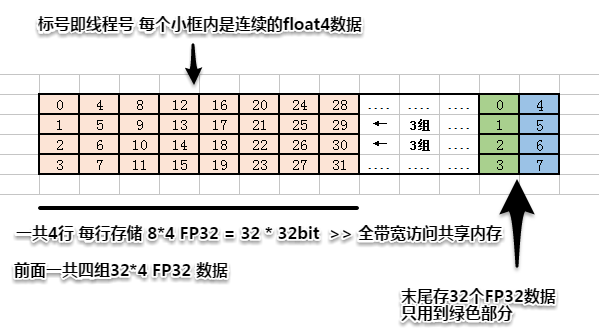 标号即线程号 每个小框内是连续的float4数据
0 4 8 12 16 20 24 28 .... .... .... 0 4
1 5 9 13 17 21 25 29 ← 3组 .... 1 5
2 6 10 14 18 22 26 30 ← 3组 .... 2 6
3 7 11 15 19 23 27 31 .... .... .... 3 7
一共4行 每行存储 8*4 FP32 = 32 * 32bit >> 全带宽访问共享内存
前面一共四组32*4 FP32 数据
末尾存32个FP32数据
只用到绿色部分